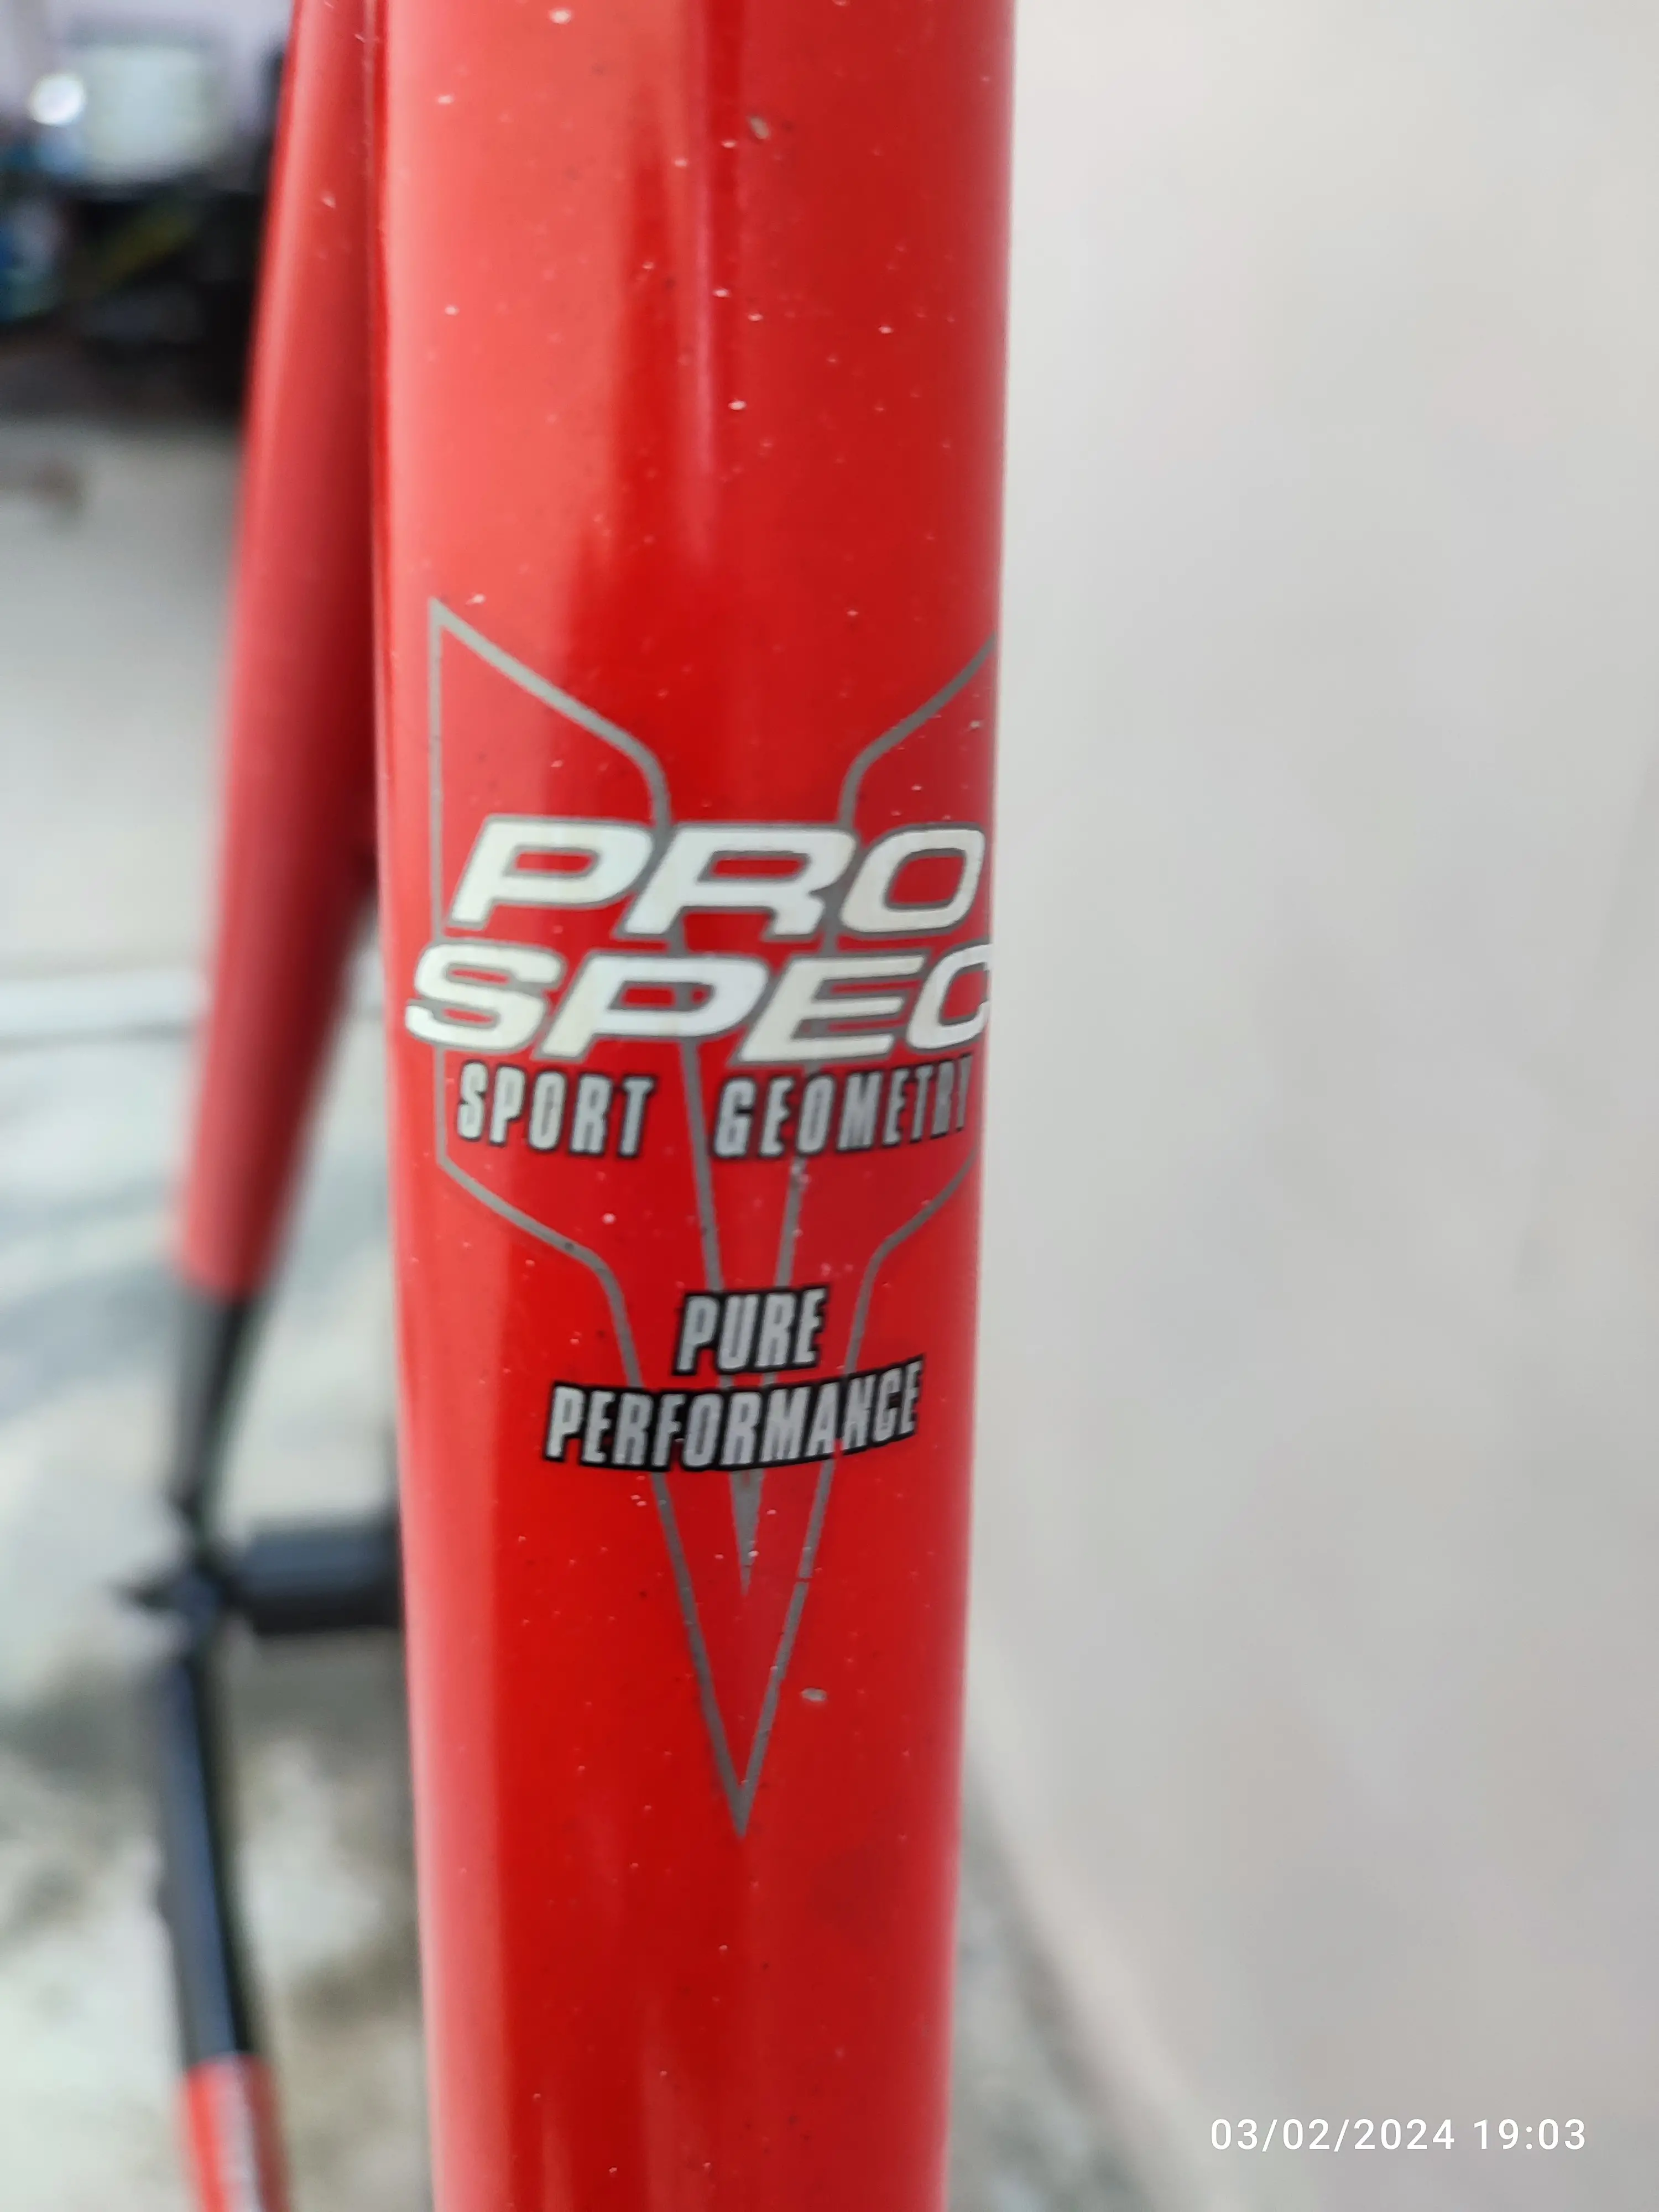 PRO
SPEC
SPORT GEOMETRY
PURE
PERFORMANCE
03/02/2024 19:03